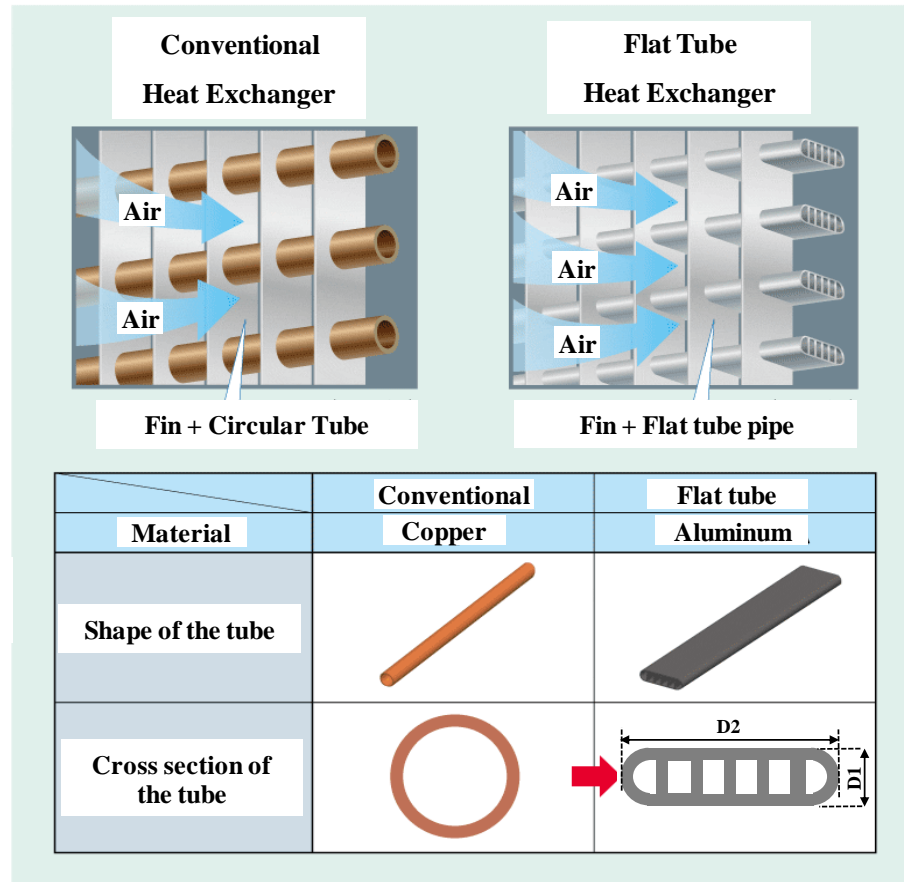 Conventional
Heat Exchanger
Flat Tube
Heat Exchanger
Air
Air
Air
Air
Air
Fin + Circular Tube
Fin + Flat tube pipe
Conventional
Flat tube
Material
Copper
Aluminum
Shape of the tube
Cross section of
the tube
D2
D1